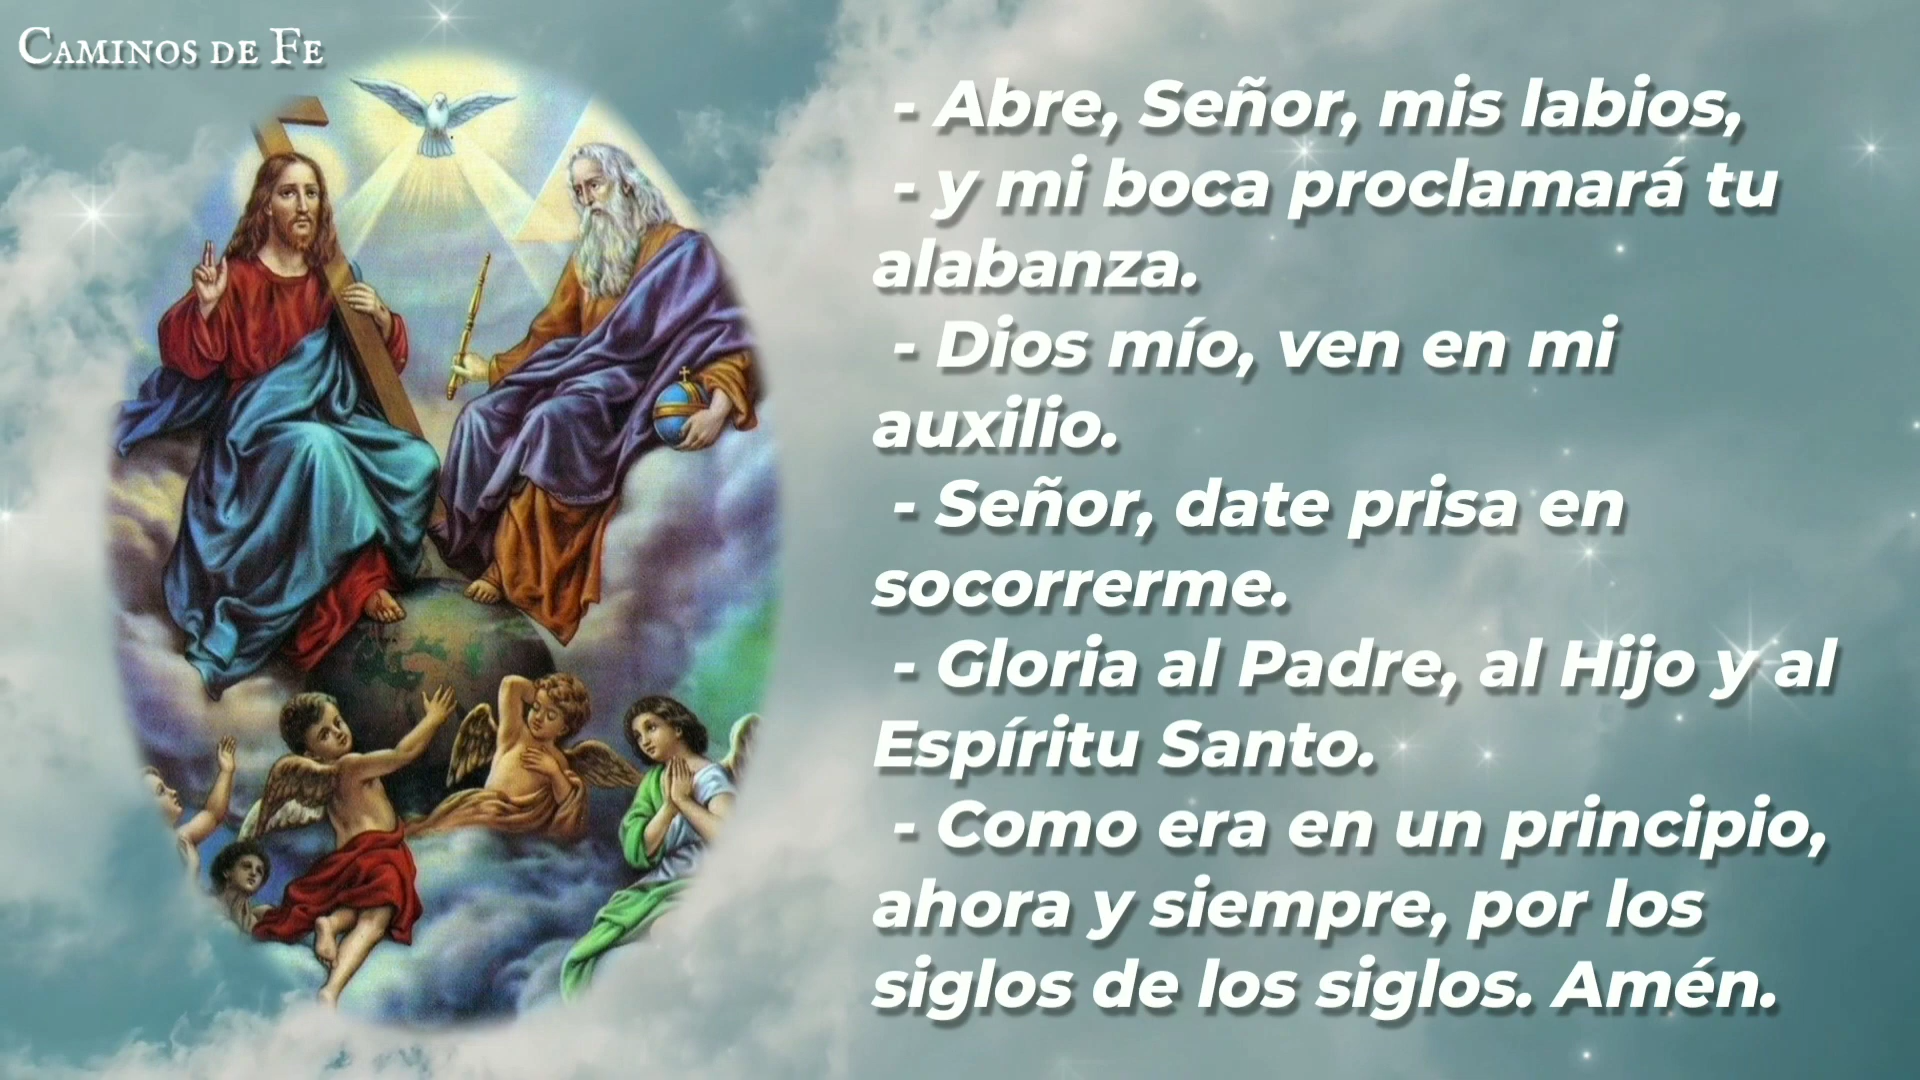 Caminos de Fe
- Abre, Señor, mis labios,
- y mi boca proclamará tu
alabanza.
- Dios mío, ven en mi
auxilio.
- Señor, date prisa en
socorrerme.
- Gloria al Padre, al Hijo y al
Espíritu Santo.
- Como era en un principio,
ahora y siempre, por los
siglos de los siglos. Amén.